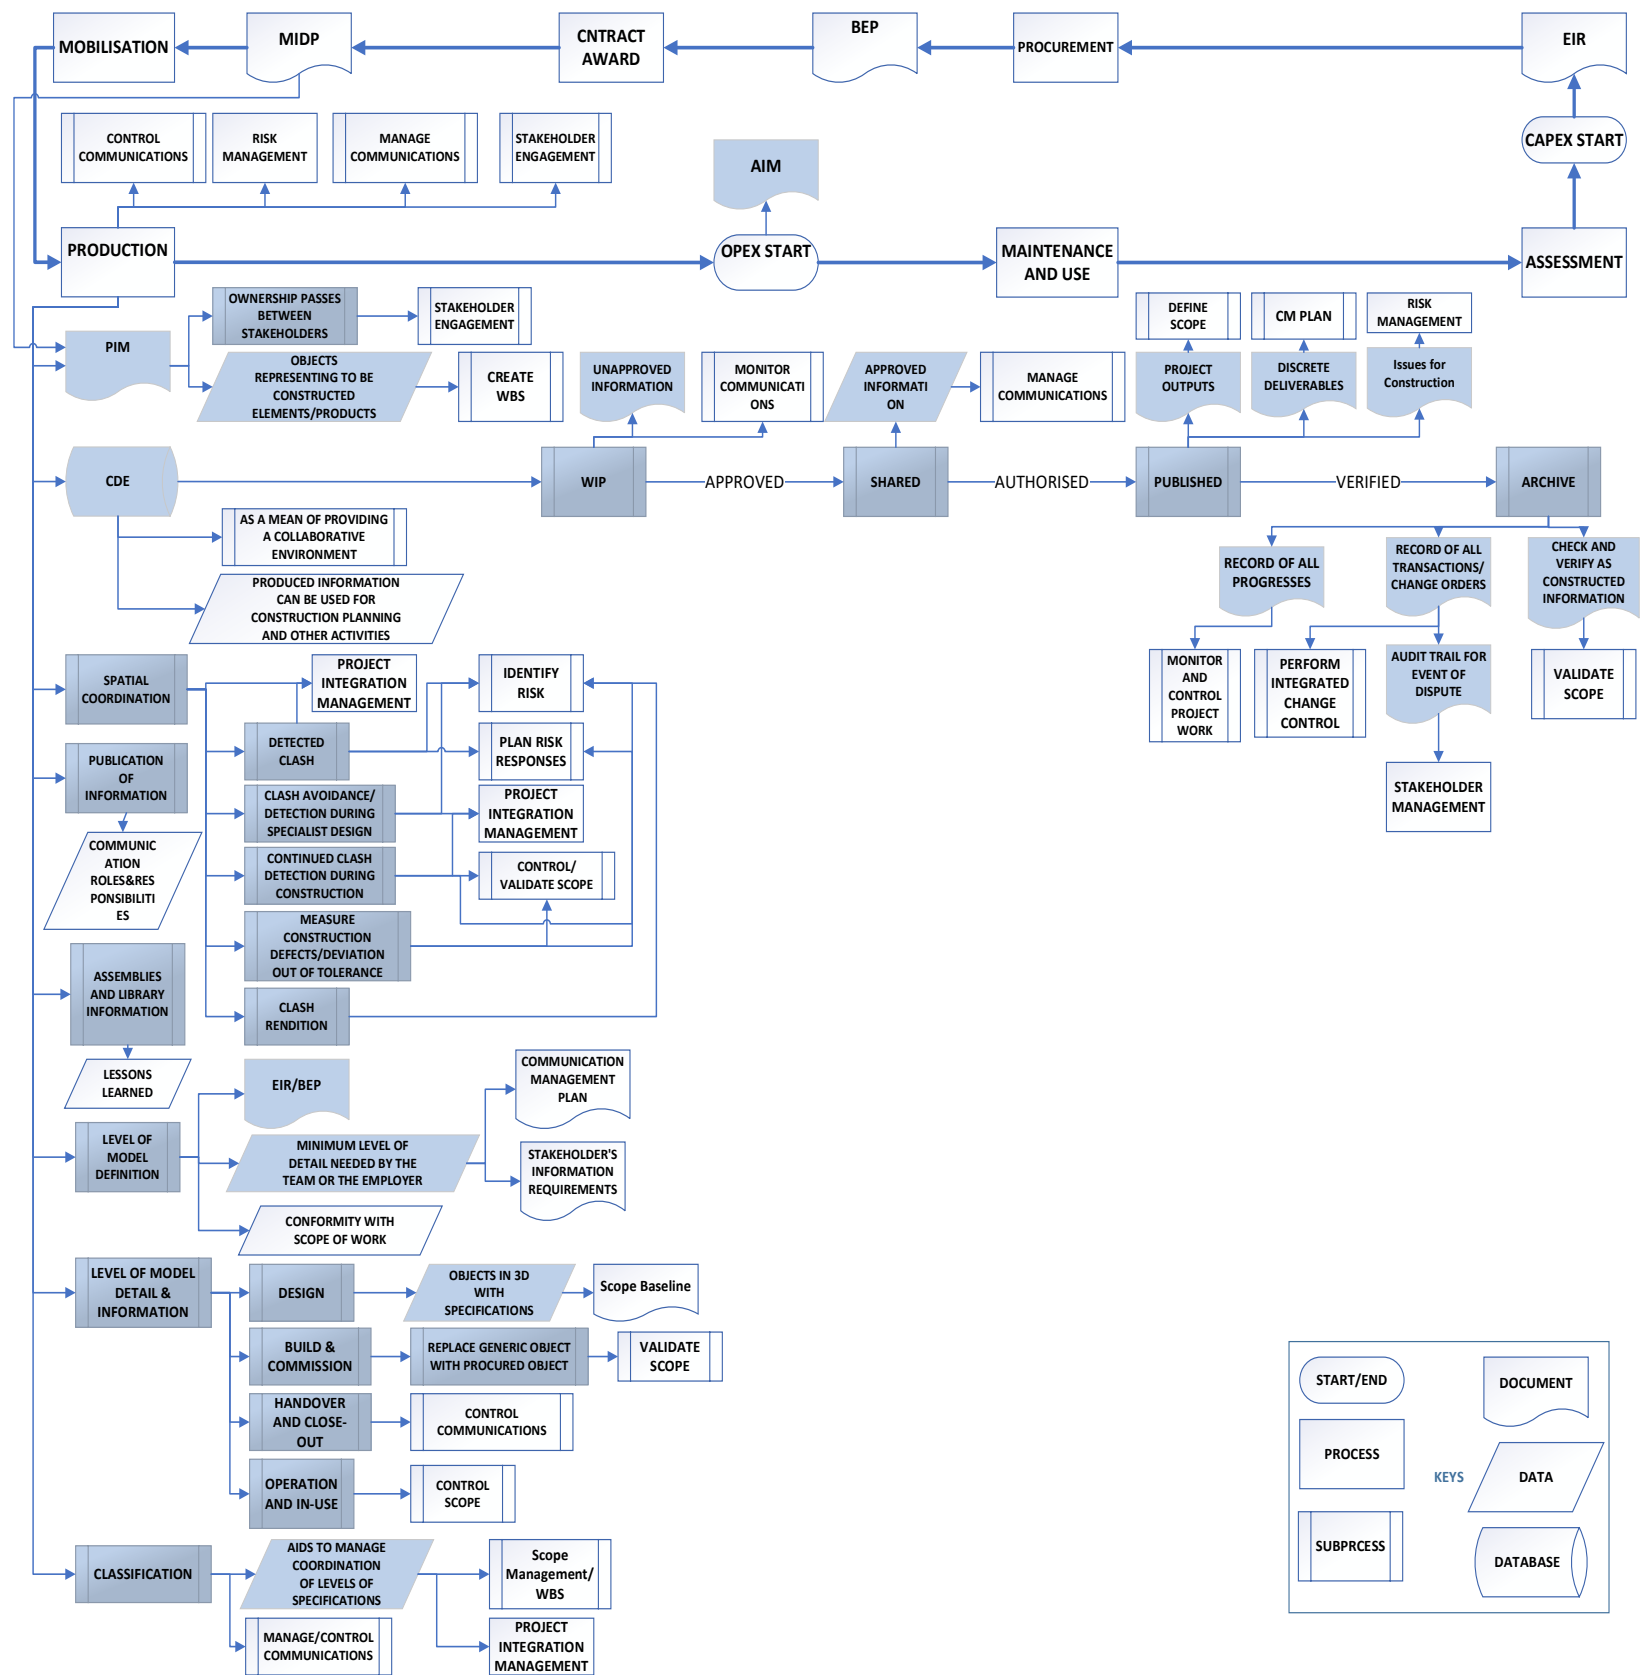 MOBILISATION
MIDP
CNTRACT
AWARD
BEP
PROCUREMENT
EIR
CONTROL
COMMUNICATIONS
RISK
MANAGEMENT
MANAGE
COMMUNICATIONS
STAKEHOLDER
ENGAGEMENT
AIM
CAPEX START
PRODUCTION
OPEX START
MAINTENANCE
AND USE
ASSESSMENT
PIM
OWNERSHIP PASSES
BETWEEN
STAKEHOLDERS
STAKEHOLDER
ENGAGEMENT
OBJECTS
REPRESENTING TO BE
CONSTRUCTED
ELEMENTS/PRODUCTS
CREATE
WBS
UNAPPROVED
INFORMATION
MONITOR
COMMUNICATI
ONS
APPROVED
INFORMATI
ON
MANAGE
COMMUNICATIONS
DEFINE
SCOPE
CM PLAN
RISK
MANAGEMENT
PROJECT
OUTPUTS
DISCRETE
DELIVERABLES
Issues for
Construction
CDE
WIP
APPROVED
SHARED
AUTHORISED
PUBLISHED
VERIFIED
ARCHIVE
AS A MEAN OF PROVIDING
A COLLABORATIVE
ENVIRONMENT
PRODUCED INFORMATION
CAN BE USED FOR
CONSTRUCTION PLANNING
AND OTHER ACTIVITIES
RECORD OF ALL
PROGRESSES
RECORD OF ALL
TRANSACTIONS/
CHANGE ORDERS
CHECK AND
VERIFY AS
CONSTRUCTED
INFORMATION
MONITOR
AND
CONTROL
PROJECT
WORK
PERFORM
INTEGRATED
CHANGE
CONTROL
AUDIT TRAIL FOR
EVENT OF
DISPUTE
VALIDATE
SCOPE
STAKEHOLDER
MANAGEMENT
SPATIAL
COORDINATION
PROJECT
INTEGRATION
MANAGEMENT
IDENTIFY
RISK
DETECTED
CLASH
PLAN RISK
RESPONSES
PUBLICATION
OF
INFORMATION
CLASH AVOIDANCE/
DETECTION DURING
SPECIALIST DESIGN
PROJECT
INTEGRATION
MANAGEMENT
COMMUNIC
ATION
ROLES&RES
PONSIBILITI
ES
CONTINUED CLASH
DETECTION DURING
CONSTRUCTION
CONTROL/
VALIDATE SCOPE
MEASURE
CONSTRUCTION
DEFECTS/DEVIATION
OUT OF TOLERANCE
ASSEMBLIES
AND LIBRARY
INFORMATION
CLASH
RENDITION
LESSONS
LEARNED
EIR/BEP
COMMUNICATION
MANAGEMENT
PLAN
LEVEL OF
MODEL
DEFINITION
MINIMUM LEVEL OF
DETAIL NEEDED BY THE
TEAM OR THE EMPLOYER
STAKEHOLDER'S
INFORMATION
REQUIREMENTS
CONFORMITY WITH
SCOPE OF WORK
LEVEL OF MODEL
DETAIL &
INFORMATION
DESIGN
OBJECTS IN 3D
WITH
SPECIFICATIONS
Scope Baseline
BUILD &
COMMISSION
REPLACE GENERIC OBJECT
WITH PROCURED OBJECT
VALIDATE
SCOPE
HANDOVER
AND CLOSE-
OUT
CONTROL
COMMUNICATIONS
OPERATION
AND IN-USE
CONTROL
SCOPE
CLASSIFICATION
AIDS TO MANAGE
COORDINATION
OF LEVELS OF
SPECIFICATIONS
Scope
Management/
WBS
MANAGE/CONTROL
COMMUNICATIONS
PROJECT
INTEGRATION
MANAGEMENT
START/END
DOCUMENT
PROCESS
KEYS
DATA
SUBPRCESS
DATABASE